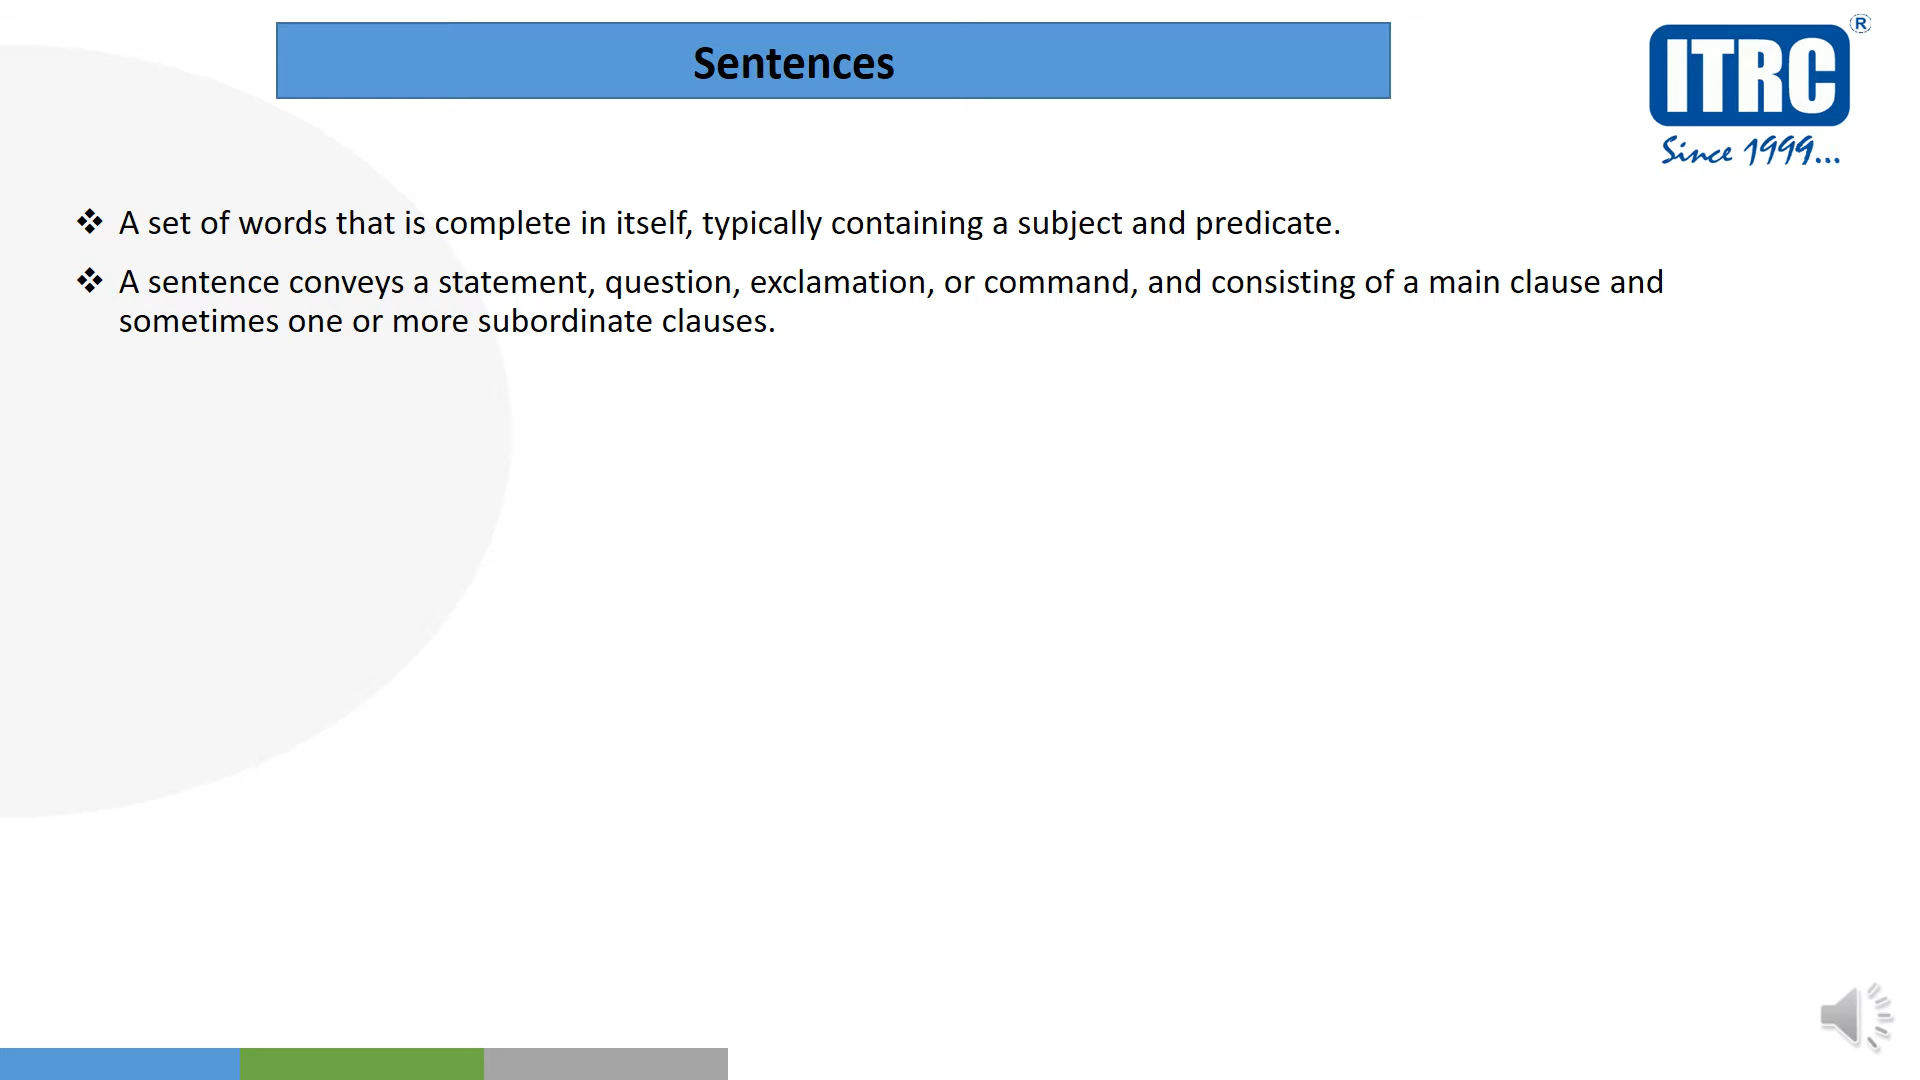 Sentences
ITRC
®
Since 1999...
❖ A set of words that is complete in itself, typically containing a subject and predicate.
❖ A sentence conveys a statement, question, exclamation, or command, and consisting of a main clause and
sometimes one or more subordinate clauses.